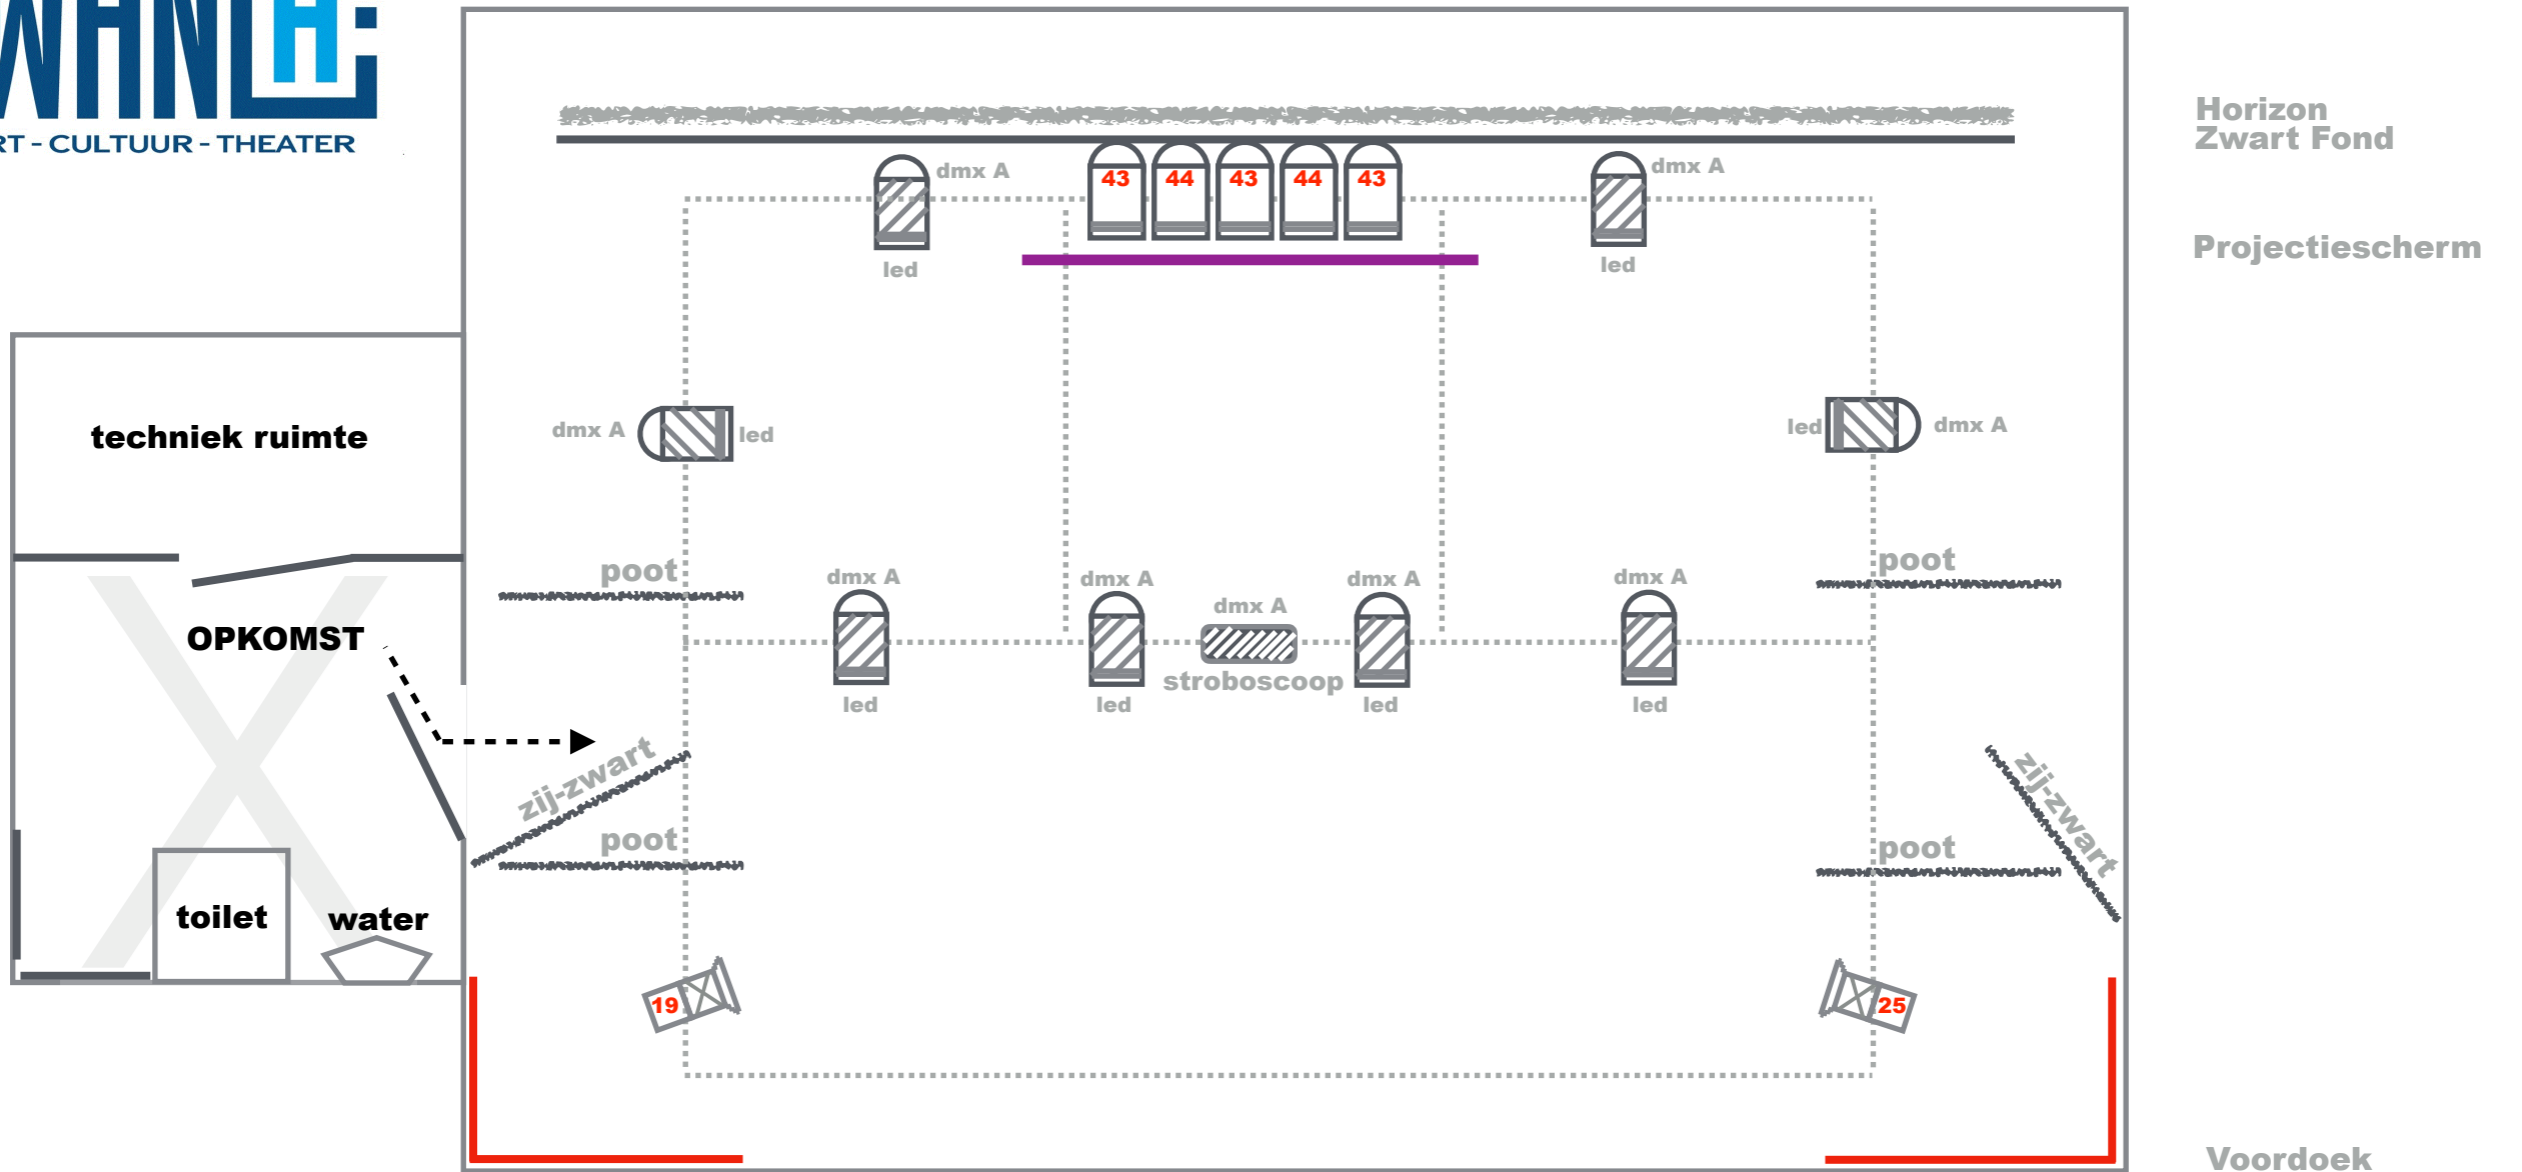 RT - CULTUUR - THEATER
Horizon
Zwart Fond
dmx A
43 44 43 44 43
dmx A
led
led
Projectiescherm
techniek ruimte
dmx A
led
led
dmx A
poot
poot
dmx A
dmx A
dmx A
dmx A
dmx A
OPKOMST
stroboscoop
led
led
led
led
zij-zwart
zij-zwart
poot
poot
toilet
water
19
25
Voordoek